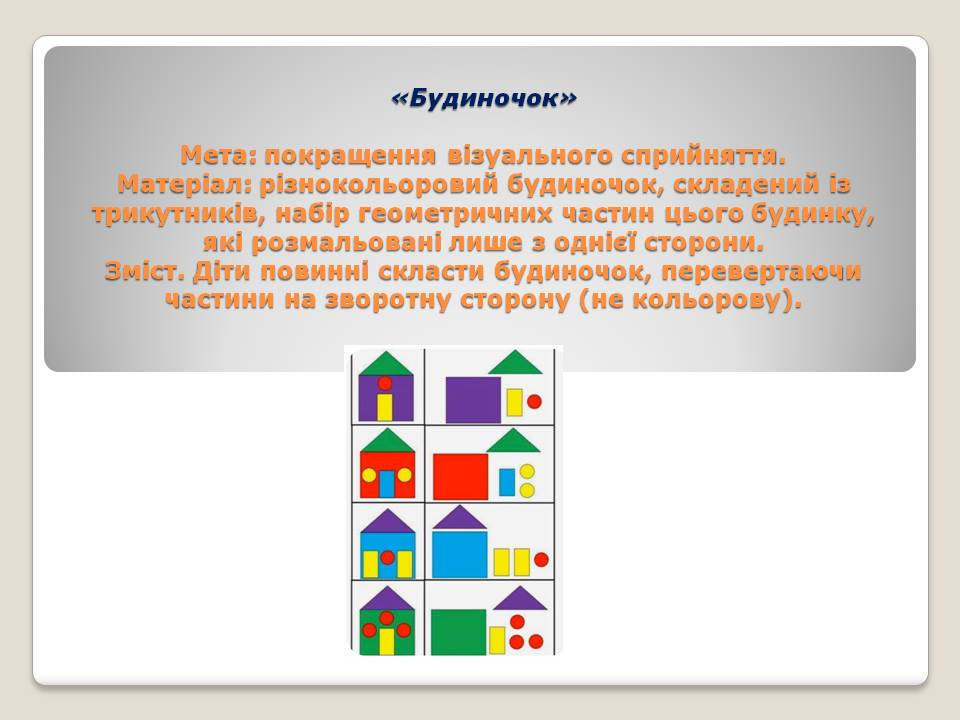 «Будиночок»
Мета: покращення візуального сприйняття.
Матеріал: різнокольоровий будиночок, складений із
трикутників, набір геометричних частин цього будинку,
які розмальовані лише з однієї сторони.
Зміст. Діти повинні скласти будиночок, перевертаючи
частини на зворотну сторону (не кольорову).